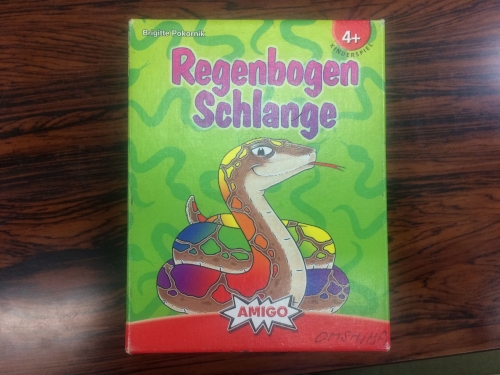 Brigitte Pokornik
4+
KINDERSPIEL
Regenbogen
Schlange
AMIGO